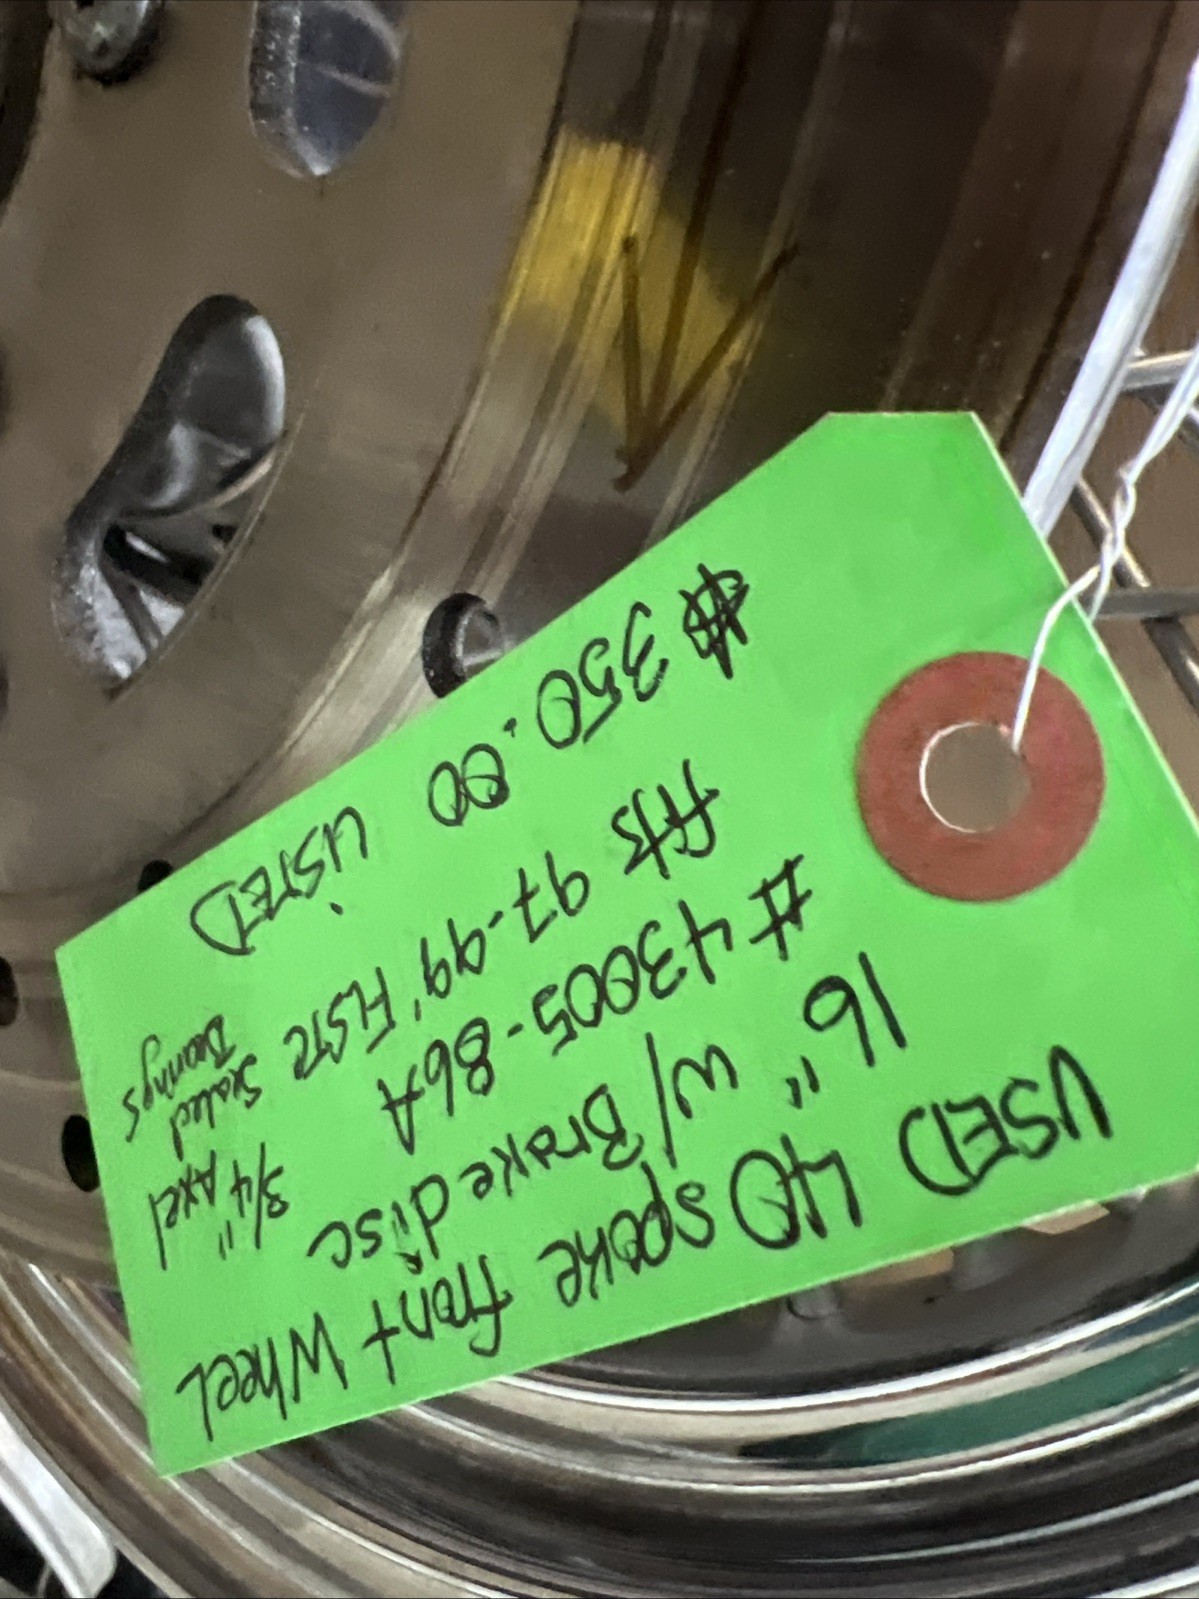 USED 40 spoke front Wheel
16" w/ Brake disc
#43005-86A 3/4" Axel
fits 97-99' FLSTC Sealed Bearings
$350.00 LISTED